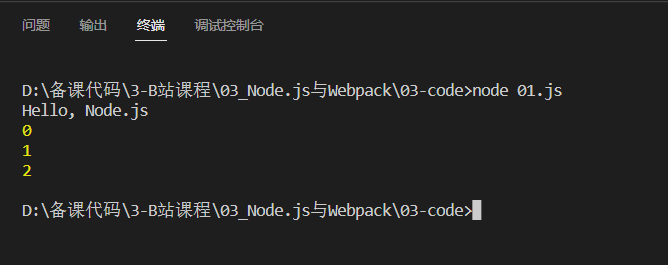 问题 输出 终端 调试控制台
D:\备课代码\3-B站课程\03_Node.js与Webpack\03-code>node 01.js
Hello, Node.js
0
1
2
D:\备课代码\3-B站课程\03_Node.js与Webpack\03-code>